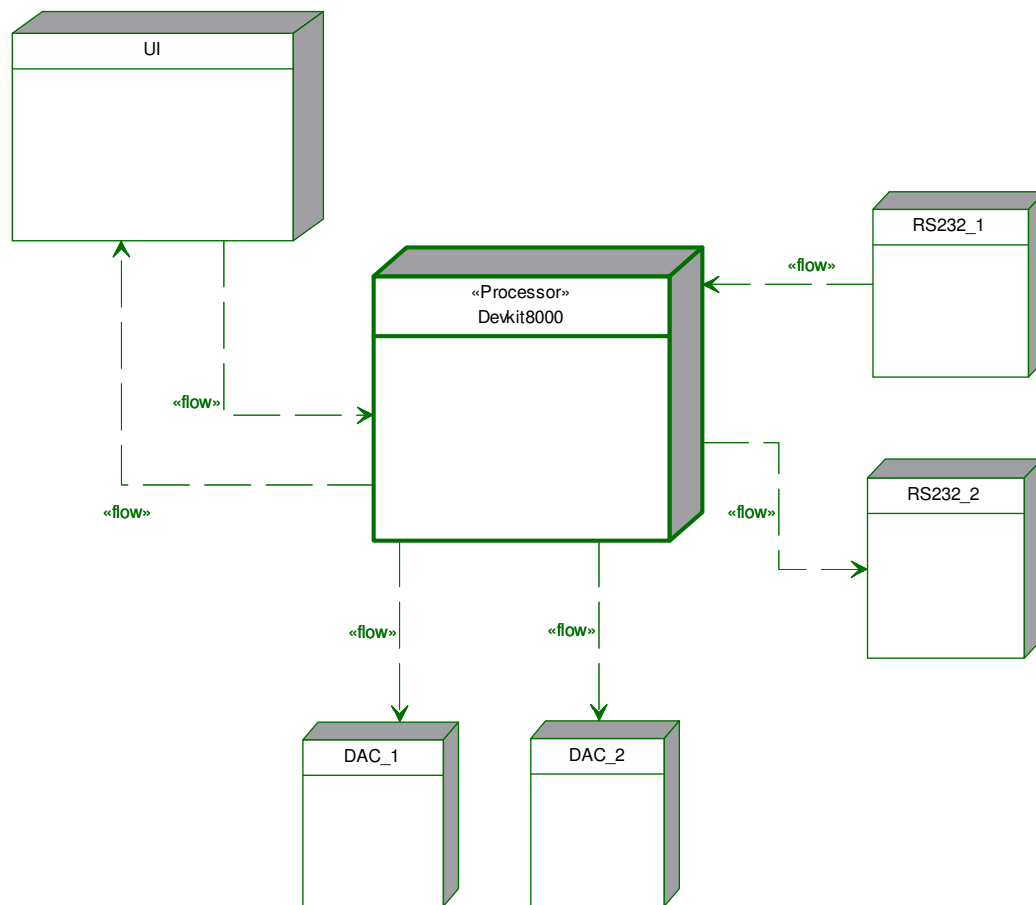 UI
RS232_1
«flow»
«Processor»
Devkit8000
«flow»
RS232_2
«flow»
«flow»
«flow»
«flow»
DAC_1
DAC_2